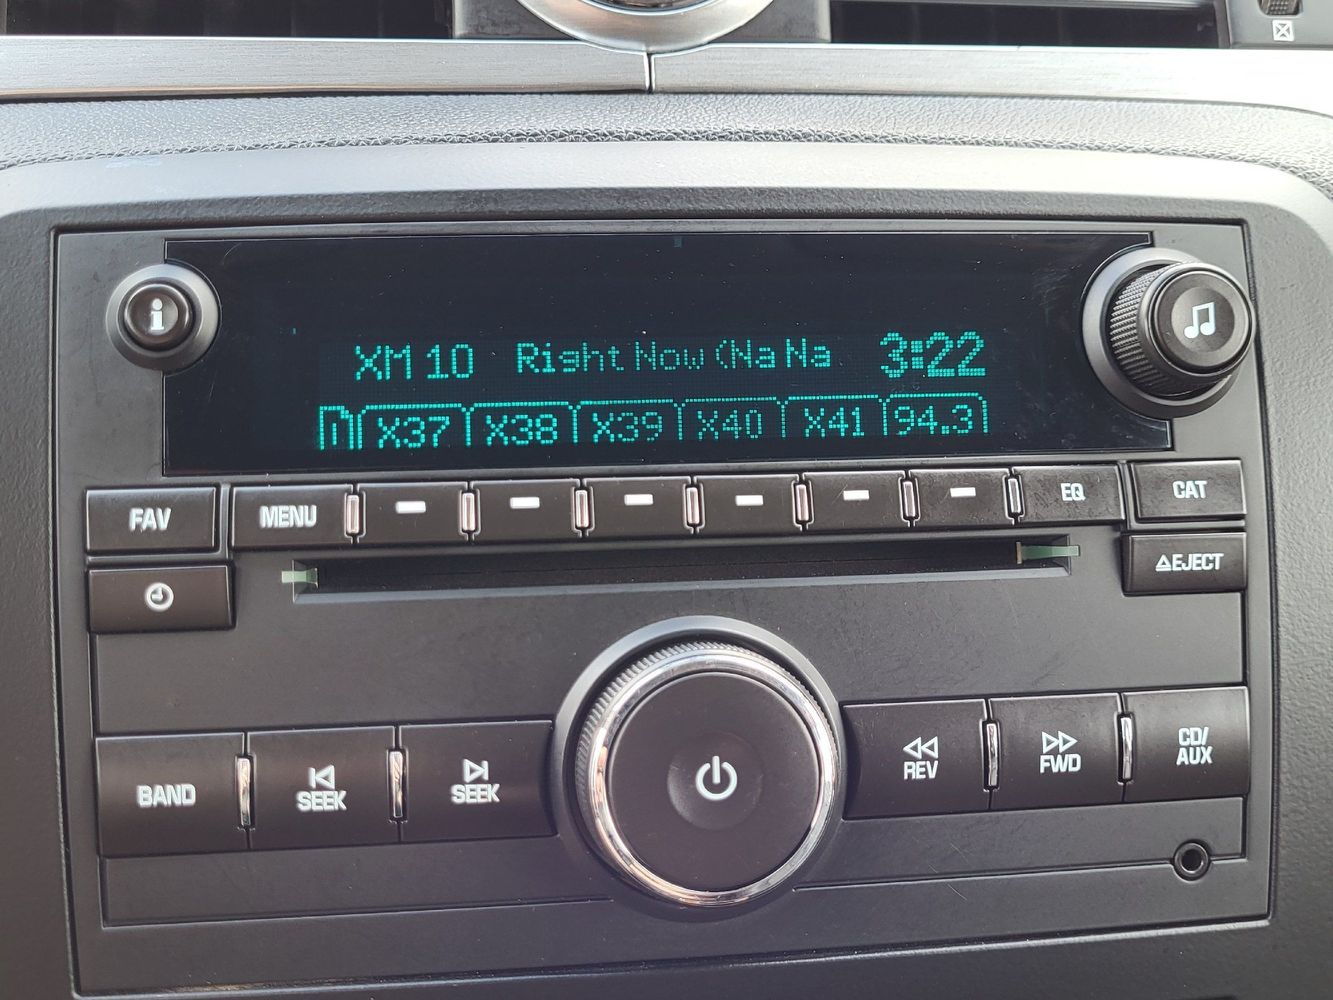 XM 10 Right Now (Na Na 3:22
X37 X38 X39 X40 X41 94.3
FAV MENU EQ CAT
EJECT
BAND SEEK SEEK REV FWD CD/
AUX